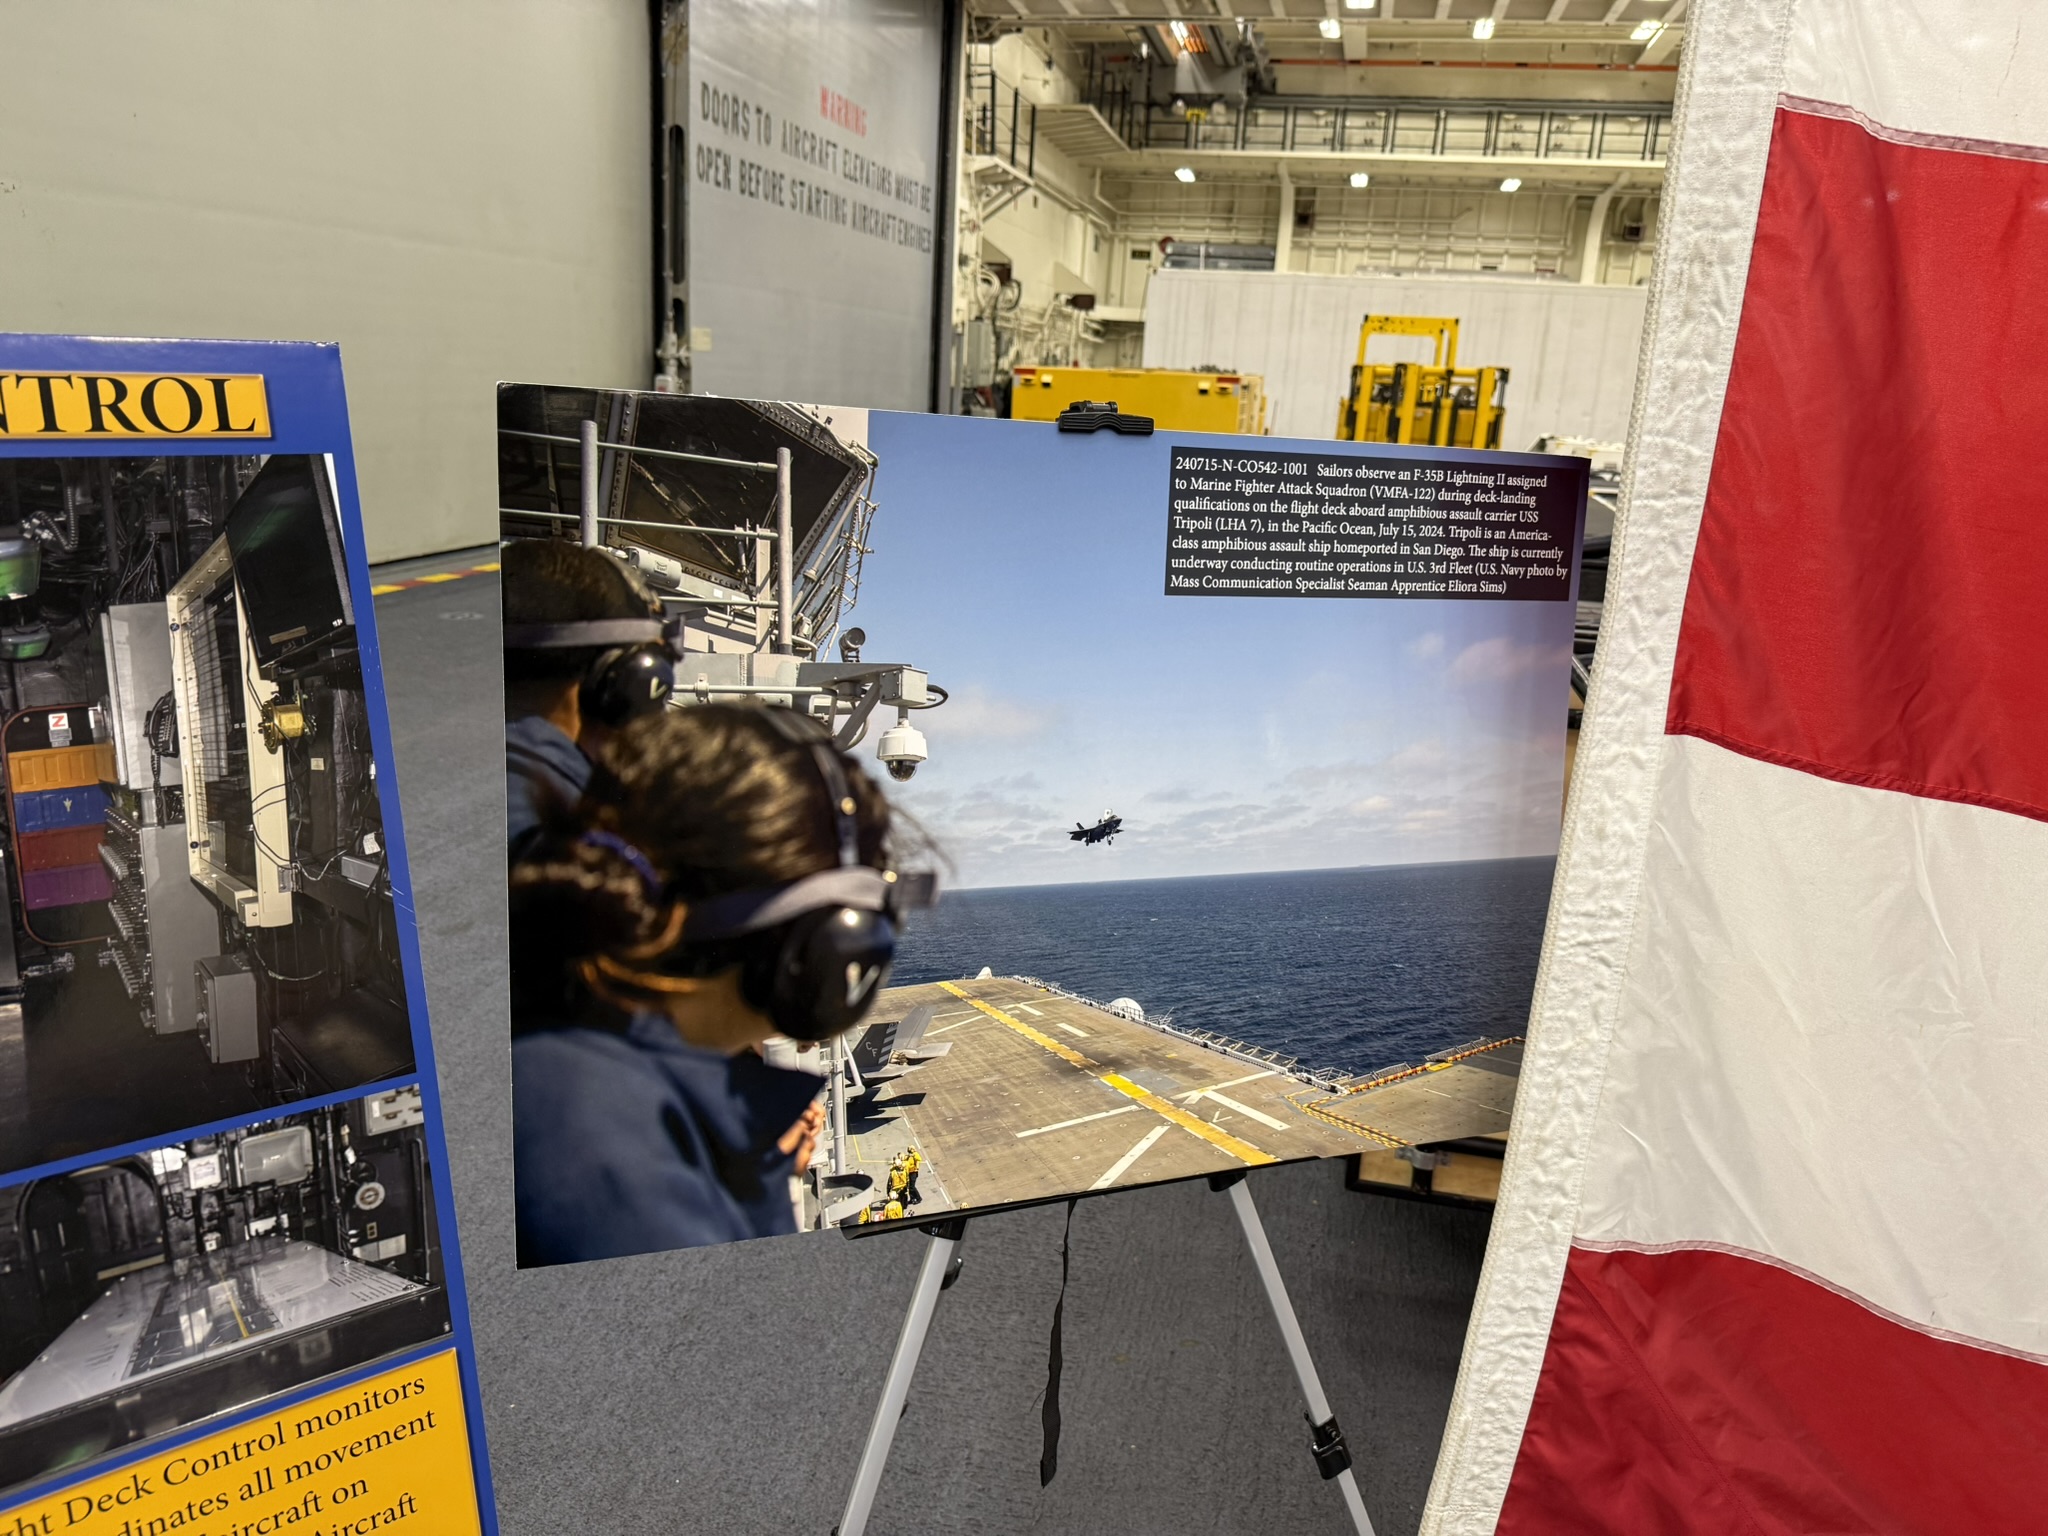 WARNING
DOORS TO AIRCRAFT ELEVATORS MUST BE
OPEN BEFORE STARTING AIRCRAFT ENGINES
NTROL
Z
ght Deck Control monitors
dinates all movement
aircraft on
Aircraft
240715-N-CO542-1001 Sailors observe an F-35B Lightning II assigned
to Marine Fighter Attack Squadron (VMFA-122) during deck-landing
qualifications on the flight deck aboard amphibious assault carrier USS
Tripoli (LHA 7), in the Pacific Ocean, July 15, 2024. Tripoli is an America-
class amphibious assault ship homeported in San Diego. The ship is currently
underway conducting routine operations in U.S. 3rd Fleet (U.S. Navy photo by
Mass Communication Specialist Seaman Apprentice Eliora Sims)
CF
V